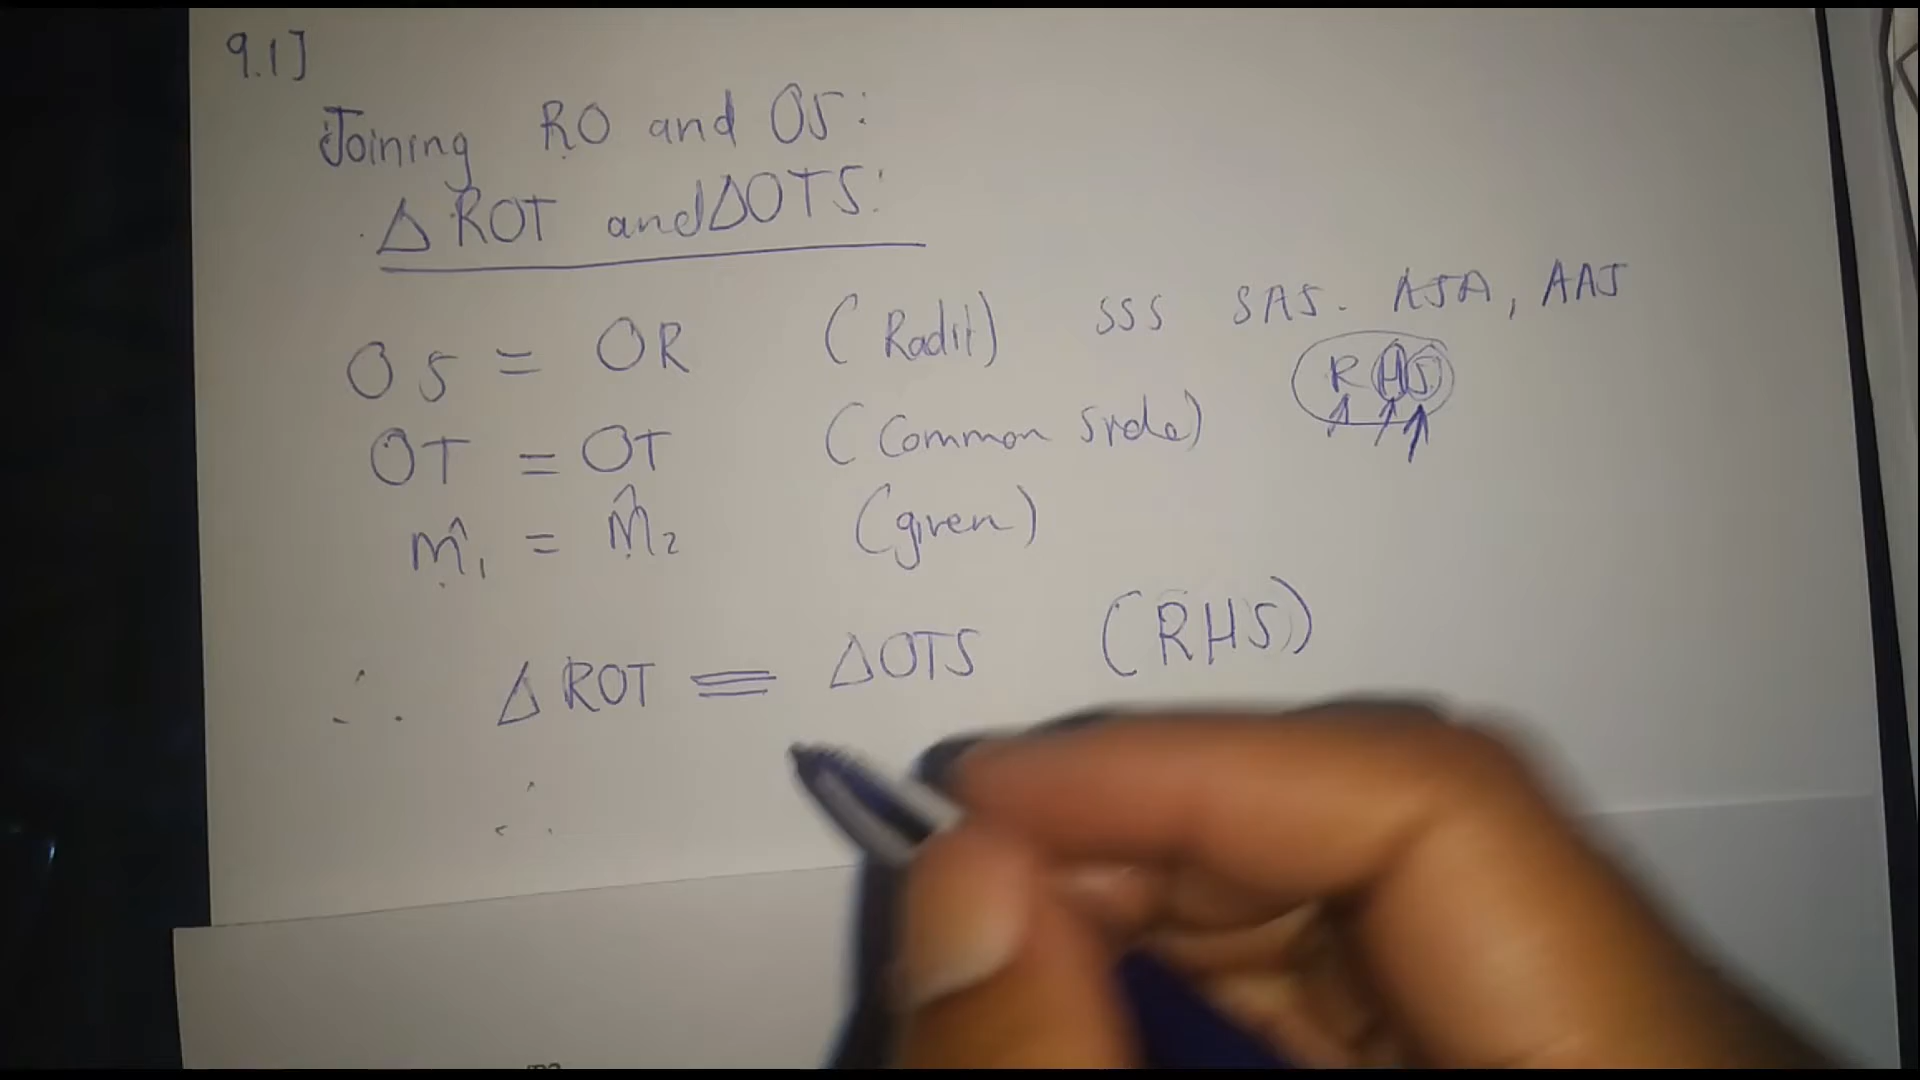 9.1]
Joining RO and OS:
△ROT and △OTS:
OS = OR (Radii) SSS SAS. ASA, AAS
RHS
OT = OT (Common side)
m̂₁ = m̂₂ (given)
∴ △ROT ≡ △OTS (RHS)
∴